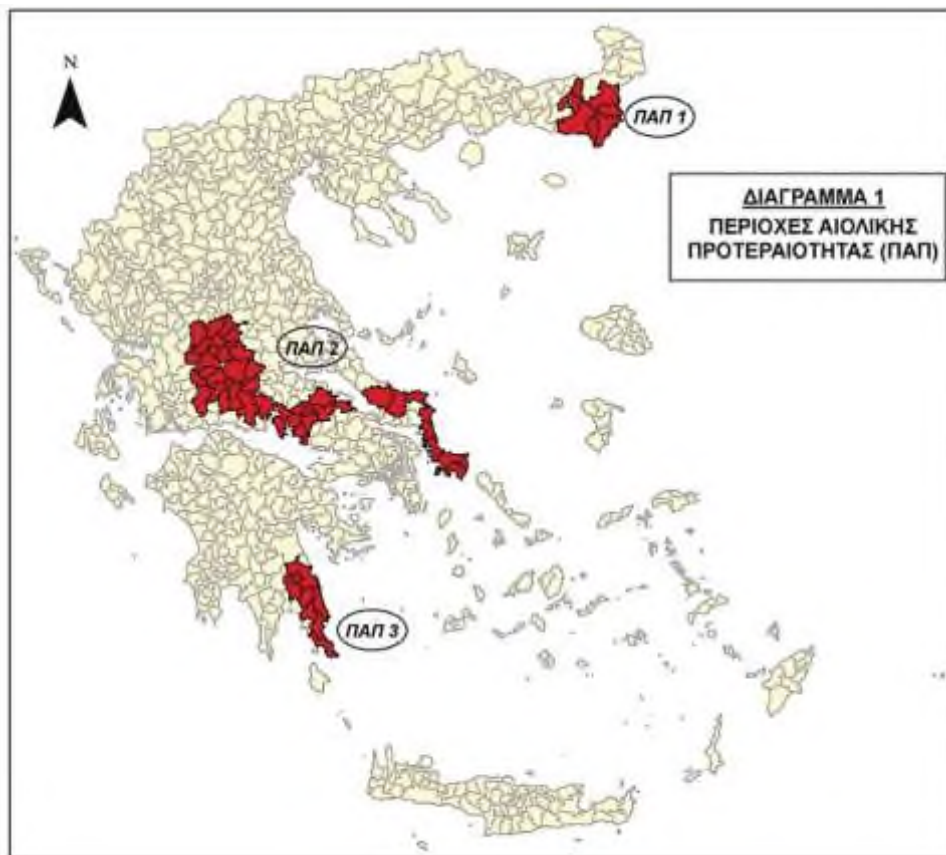 N
ΠΑΠ 1
ΔΙΑΓΡΑΜΜΑ 1
ΠΕΡΙΟΧΕΣ ΑΙΟΛΙΚΗΣ
ΠΡΟΤΕΡΑΙΟΤΗΤΑΣ (ΠΑΠ)
ΠΑΠ 2
ΠΑΠ 3